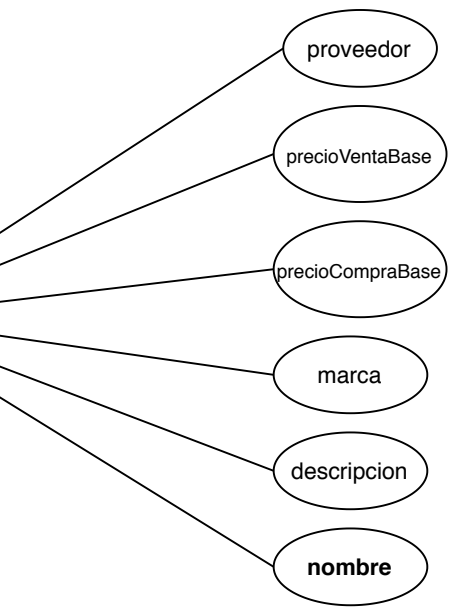 proveedor
precioVentaBase
precioCompraBase
marca
descripcion
nombre